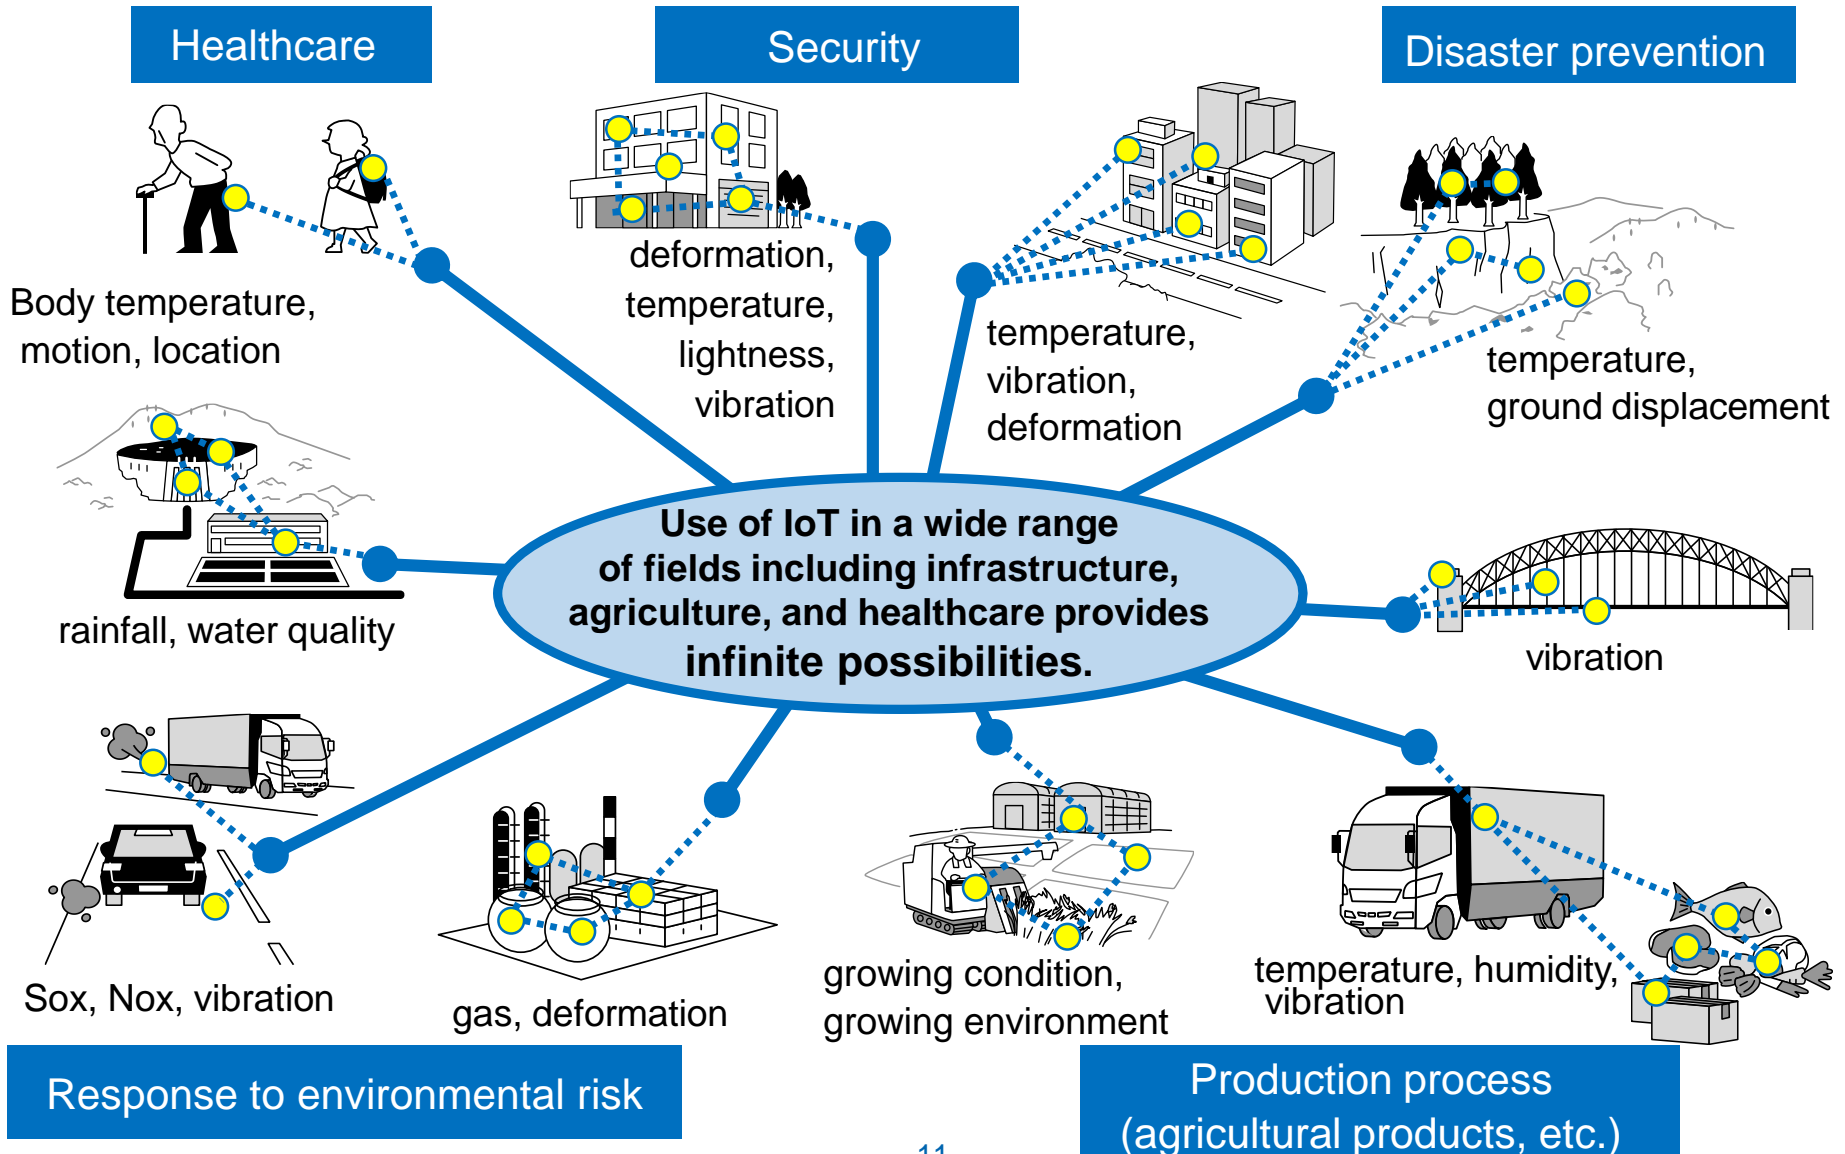 Healthcare
Security
Disaster prevention
Body temperature,
motion, location
deformation,
temperature,
lightness,
vibration
temperature,
vibration,
deformation
temperature,
ground displacement
rainfall, water quality
Use of IoT in a wide range
of fields including infrastructure,
agriculture, and healthcare provides
infinite possibilities.
vibration
Sox, Nox, vibration
gas, deformation
growing condition,
growing environment
temperature, humidity,
vibration
Response to environmental risk
Production process
(agricultural products, etc.)
11